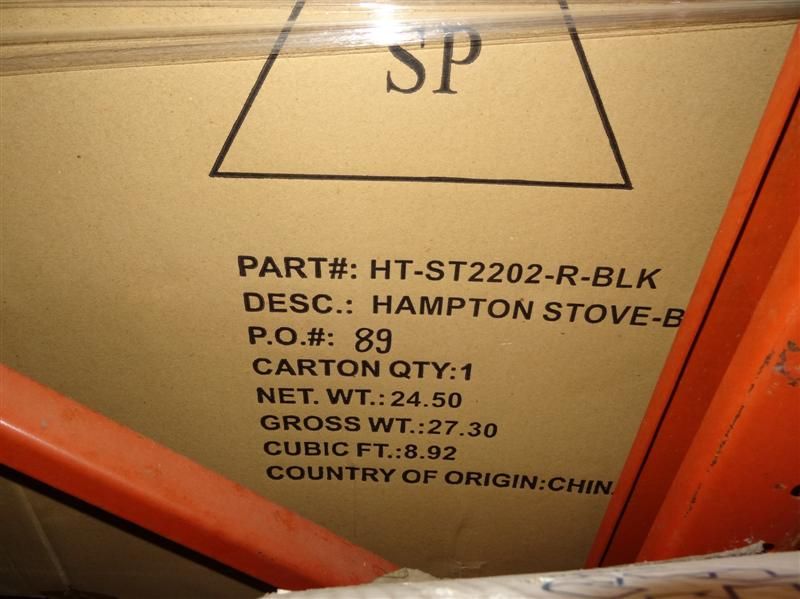 SP
PART#: HT-ST2202-R-BLK
DESC.: HAMPTON STOVE-B
P.O.#: 89
CARTON QTY:1
NET. WT.:24.50
GROSS WT.:27.30
CUBIC FT.:8.92
COUNTRY OF ORIGIN:CHIN